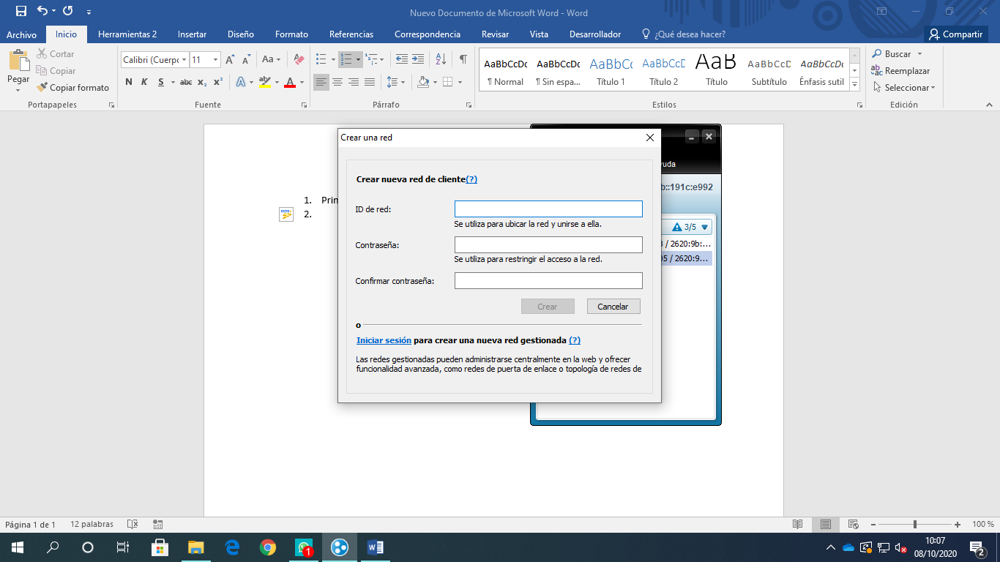 Nuevo Documento de Microsoft Word - Word
Archivo Inicio Herramientas 2 Insertar Diseño Formato Referencias Correspondencia Revisar Vista Desarrollador ¿Qué desea hacer? Compartir
Pegar
Cortar
Copiar
Copiar formato
Portapapeles
Calibri (Cuerpo 11 Aa
N K S abc x₂ x² A aby A
Fuente
Párrafo
AaBbCcDc AaBbCcDc AaBbCc AaBbCcD AaB AaBbCcD AaBbCcDc
¶ Normal ¶ Sin espa... Título 1 Título 2 Título Subtítulo Énfasis sutil
Estilos
Buscar
Reemplazar
Seleccionar
Edición
1. Prin
2.
Crear una red
Crear nueva red de cliente(?)
ID de red:
Se utiliza para ubicar la red y unirse a ella.
Contraseña:
Se utiliza para restringir el acceso a la red.
Confirmar contraseña:
Crear Cancelar
o
Iniciar sesión para crear una nueva red gestionada (?)
Las redes gestionadas pueden administrarse centralmente en la web y ofrecer
funcionalidad avanzada, como redes de puerta de enlace o topología de redes de
yuda
b::191c:e992
3/5
/ 2620:9b:...
05 / 2620:9...
Página 1 de 1 12 palabras 100 %
1
10:07
08/10/2020
2